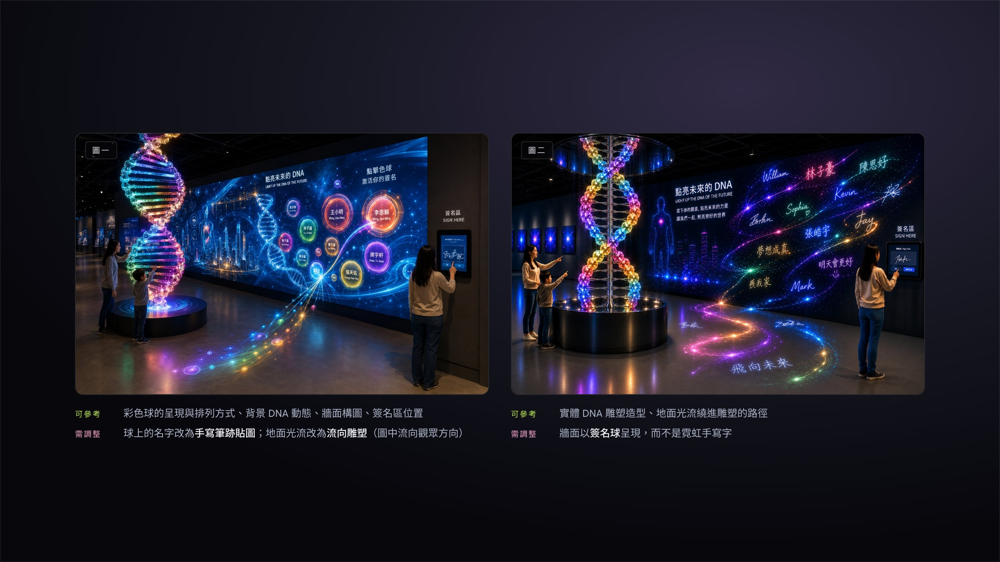 圖一
點亮未來的 DNA
LIGHT UP THE DNA OF THE FUTURE
點擊色球
激活你的簽名
王小明
Wang, Xiao-Ming
李思穎
Wang, Xiao-Ming
林子涵
陳宇軒
Chen, Yu-Xuan
張天佑
Zhang, Tian-You
簽名區
SIGN HERE
圖二
點亮未來的 DNA
LIGHT UP THE DNA OF THE FUTURE
寫下你的願景, 點亮未來的力量
讓我們一起, 照亮更好的世界
William
林子豪
陳思好
Kevin
Sophia
Jay
張皓宇
夢想成真
明天會更好
張我家
Mark
飛向未來
簽名區
SIGN HERE
可參考 彩色球的呈現與排列方式、背景 DNA 動態、牆面構圖、簽名區位置
需調整 球上的名字改為手寫筆跡貼圖；地面光流改為流向雕塑（圖中流向觀眾方向）
可參考 實體 DNA 雕塑造型、地面光流繞進雕塑的路徑
需調整 牆面以簽名球呈現，而不是霓虹手寫字